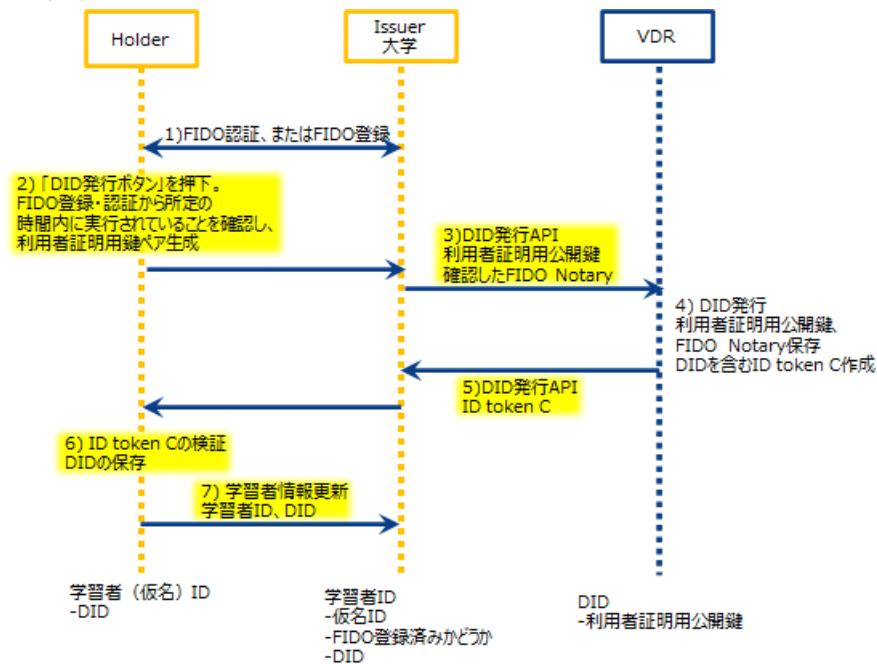 Holder
Issuer
大学
VDR
1)FIDO認証、またはFIDO登録
2)「DID発行ボタン」を押下。
FIDO登録・認証から所定の
時間内に実行されていることを確認し、
利用者証明用鍵ペア生成
3)DID発行API
利用者証明用公開鍵
確認したFIDO Notary
4) DID発行
利用者証明用公開鍵、
FIDO Notary保存
DIDを含むID token C作成
5)DID発行API
ID token C
6) ID token Cの検証
DIDの保存
7) 学習者情報更新
学習者ID、DID
学習者（仮名）ID
-DID
学習者ID
-仮名ID
-FIDO登録済みかどうか
-DID
DID
-利用者証明用公開鍵